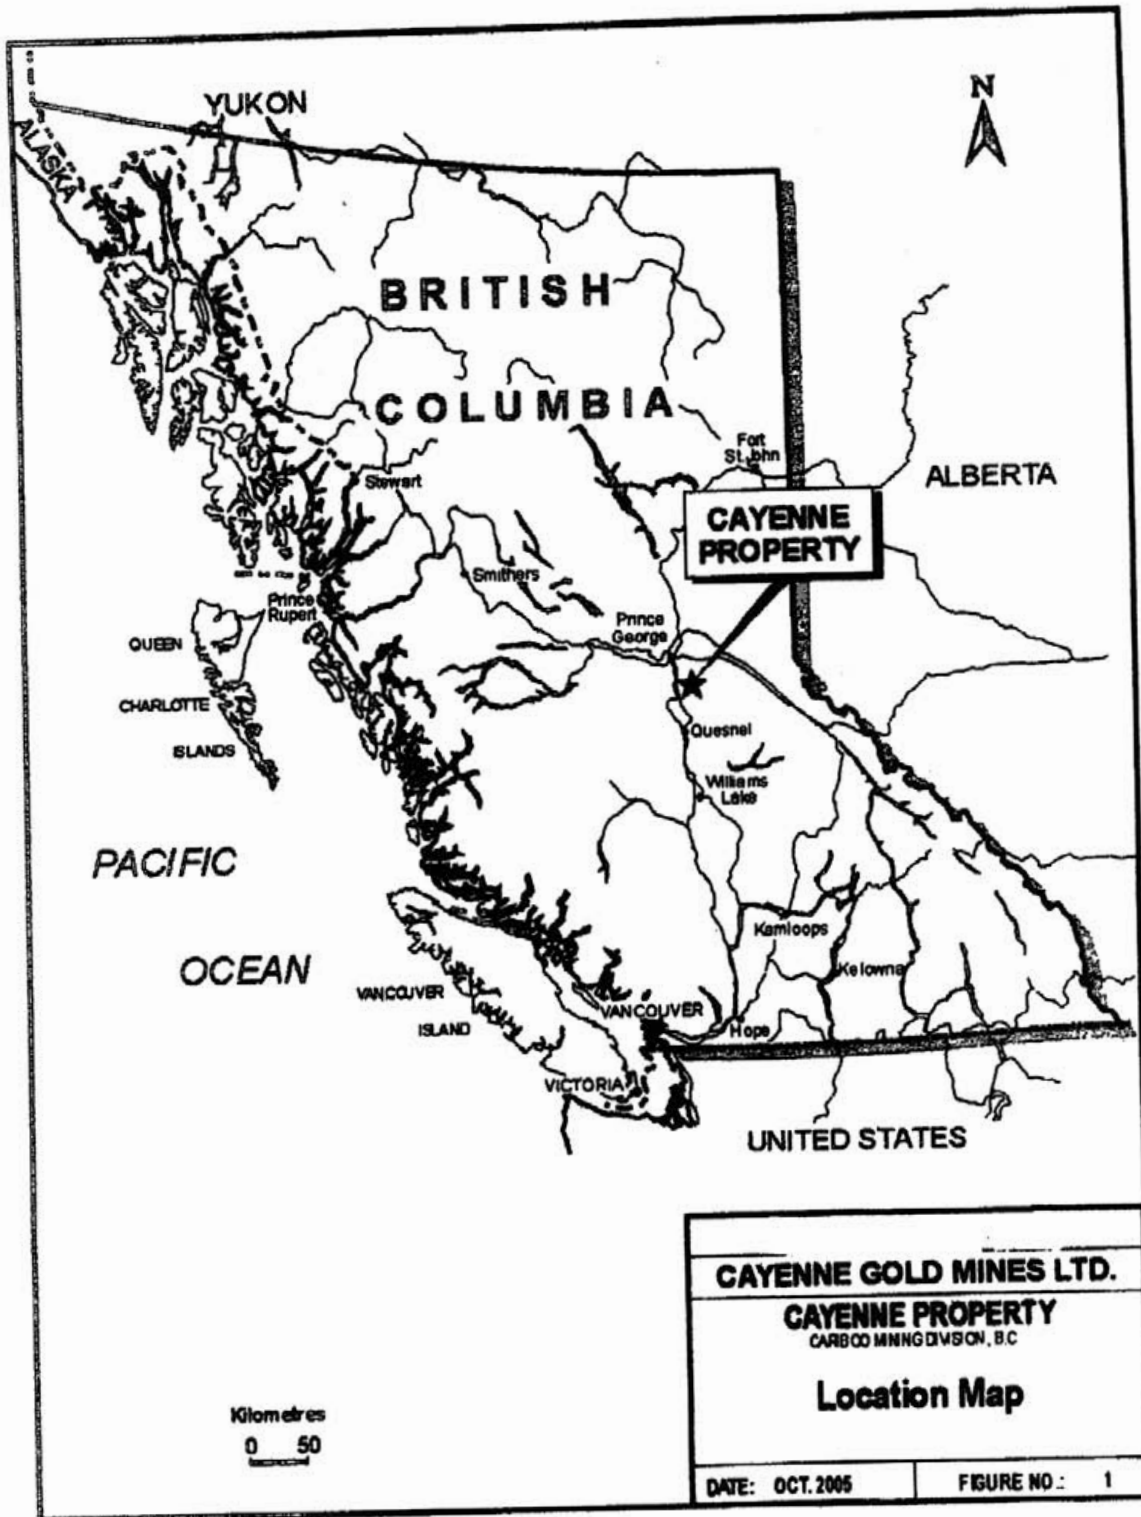 N
YUKON
ALASKA
BRITISH
COLUMBIA
Fort
St. John
ALBERTA
Stewart
CAYENNE
PROPERTY
Smithers
Prince
Rupert
Prince
George
QUEEN
CHARLOTTE
ISLANDS
Quesnel
Williams
Lake
PACIFIC
OCEAN
Kamloops
Kelowna
VANCOUVER
ISLAND
VANCOUVER
Hope
VICTORIA
UNITED STATES
CAYENNE GOLD MINES LTD.
CAYENNE PROPERTY
CARIBOO MINING DIVISION, B.C
Location Map
Kilometres
0 50
DATE: OCT. 2005
FIGURE NO.: 1